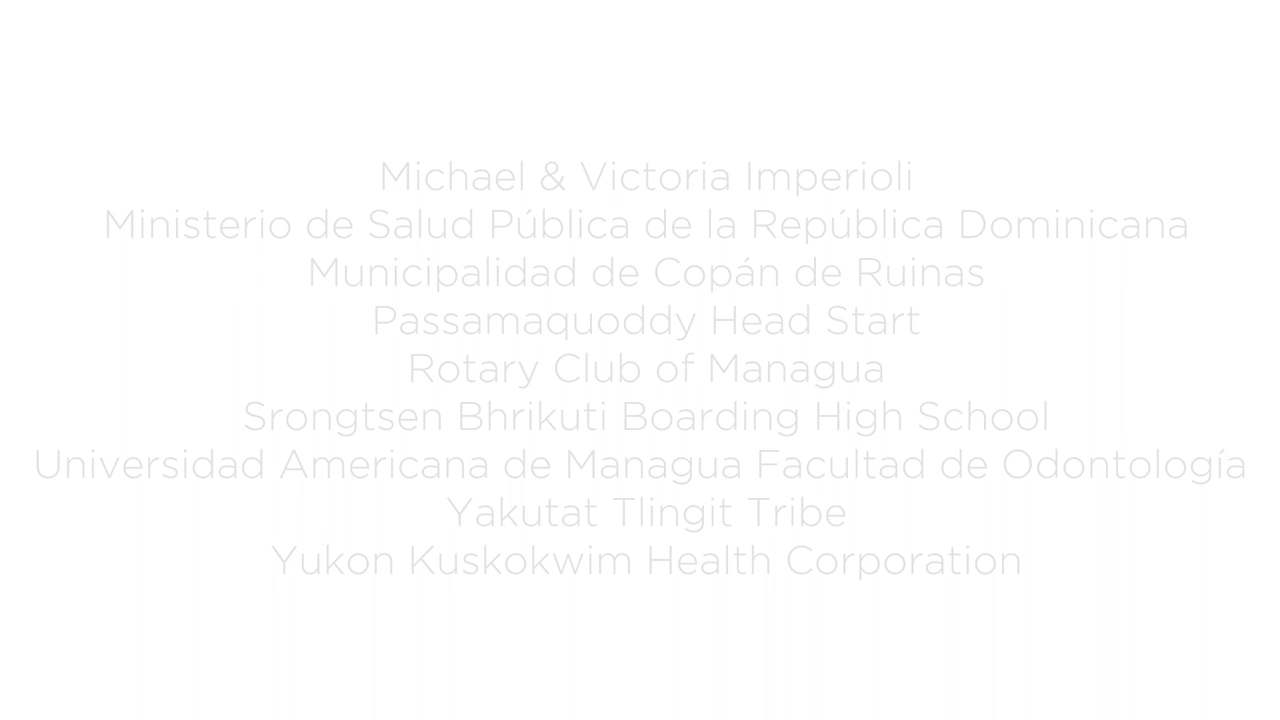 Michael & Victoria Imperioli
Ministerio de Salud Pública de la República Dominicana
Municipalidad de Copán de Ruinas
Passamaquoddy Head Start
Rotary Club of Managua
Srongtsen Bhrikuti Boarding High School
Universidad Americana de Managua Facultad de Odontología
Yakutat Tlingit Tribe
Yukon Kuskokwim Health Corporation